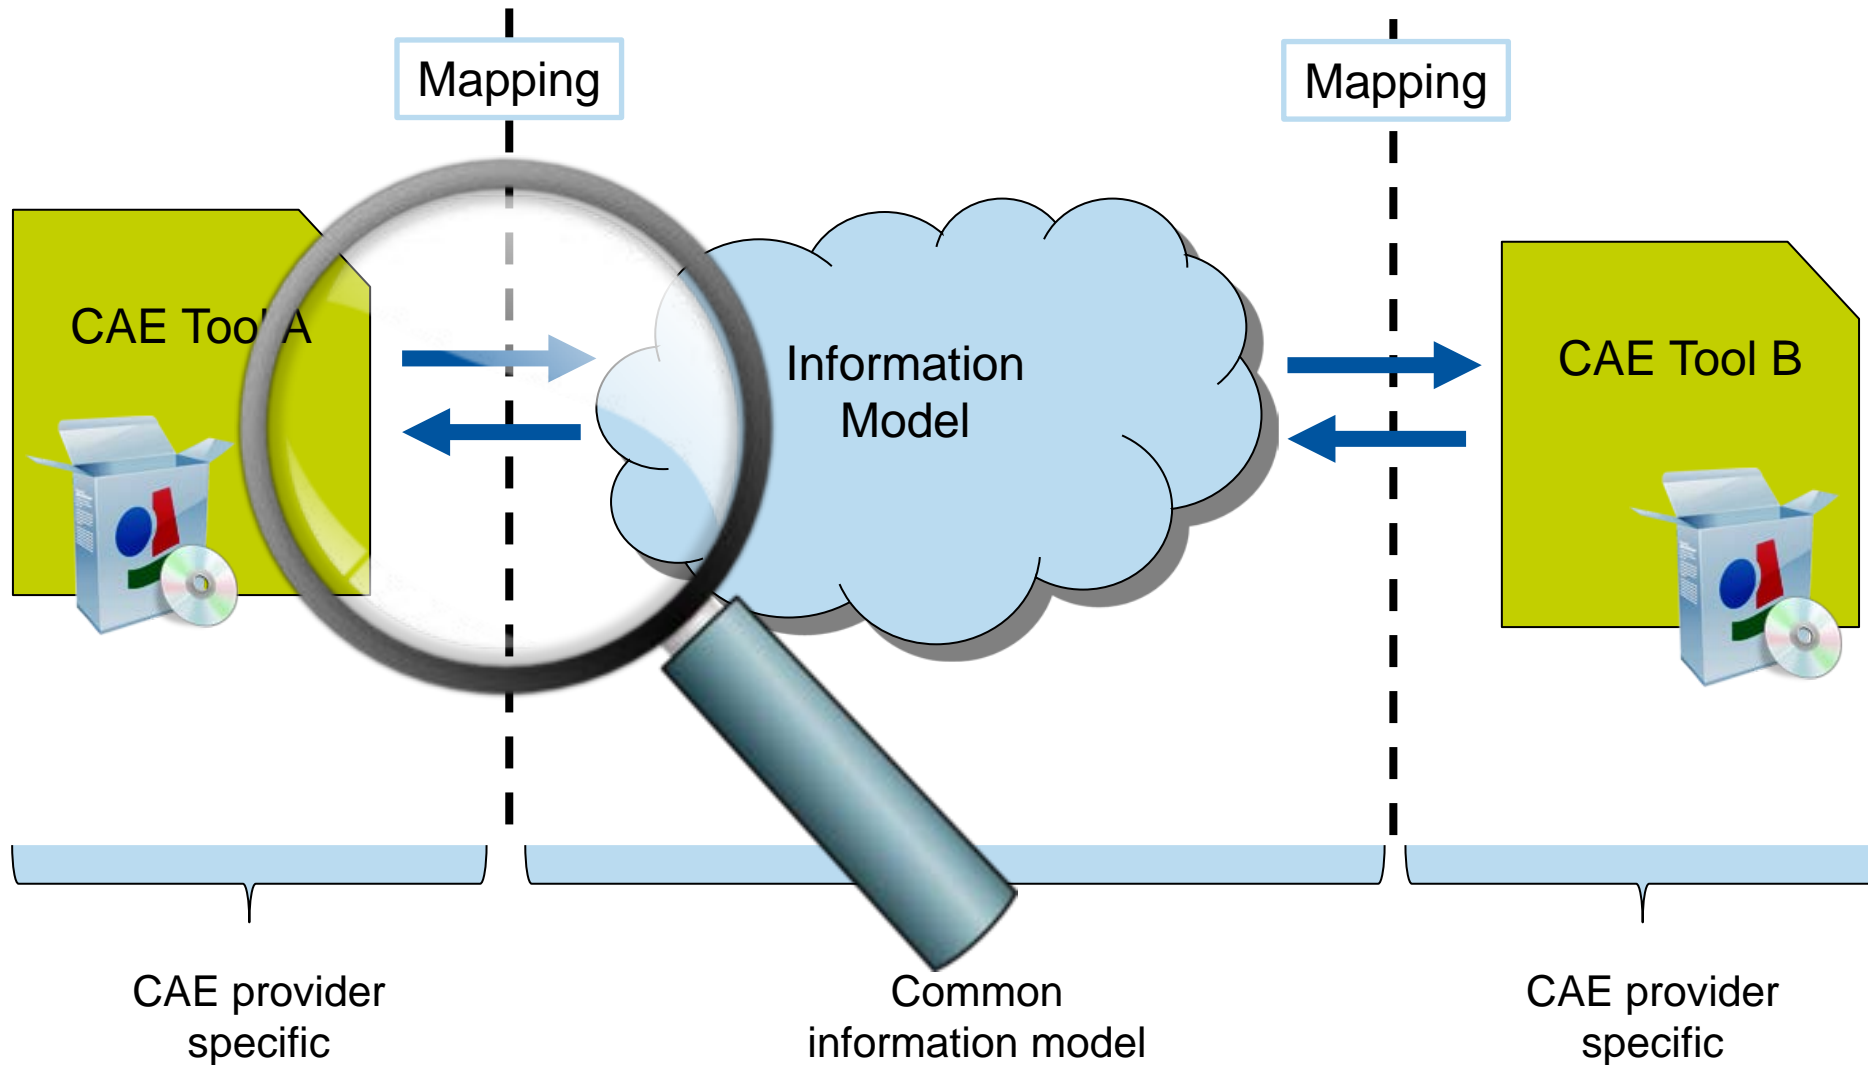 Mapping
Mapping
CAE Tool A
Information
Model
CAE Tool B
CAE provider
specific
Common
information model
CAE provider
specific